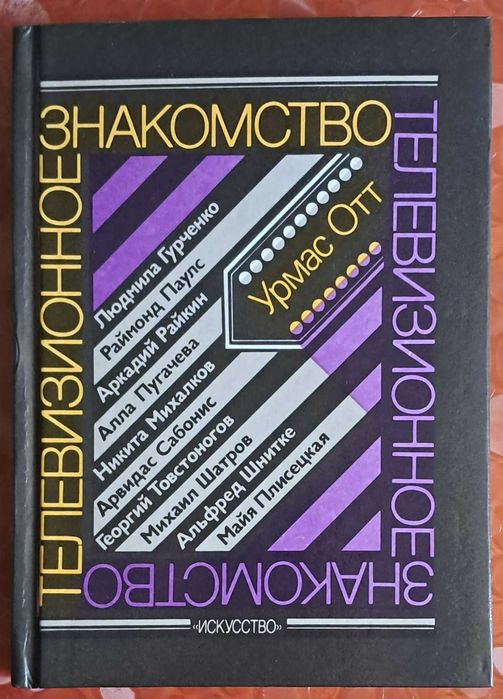 ТЕЛЕВИЗИОННОЕ
ЗНАКОМСТВО
ТЕЛЕВИЗИОННОЕ
ЗНАКОМСТВО
Урмас Отт
Людмила Гурченко
Раймонд Паулс
Аркадий Райкин
Алла Пугачева
Никита Михалков
Арвидас Сабонис
Георгий Товстоногов
Михаил Шатров
Альфред Шнитке
Майя Плисецкая
«ИСКУССТВО»